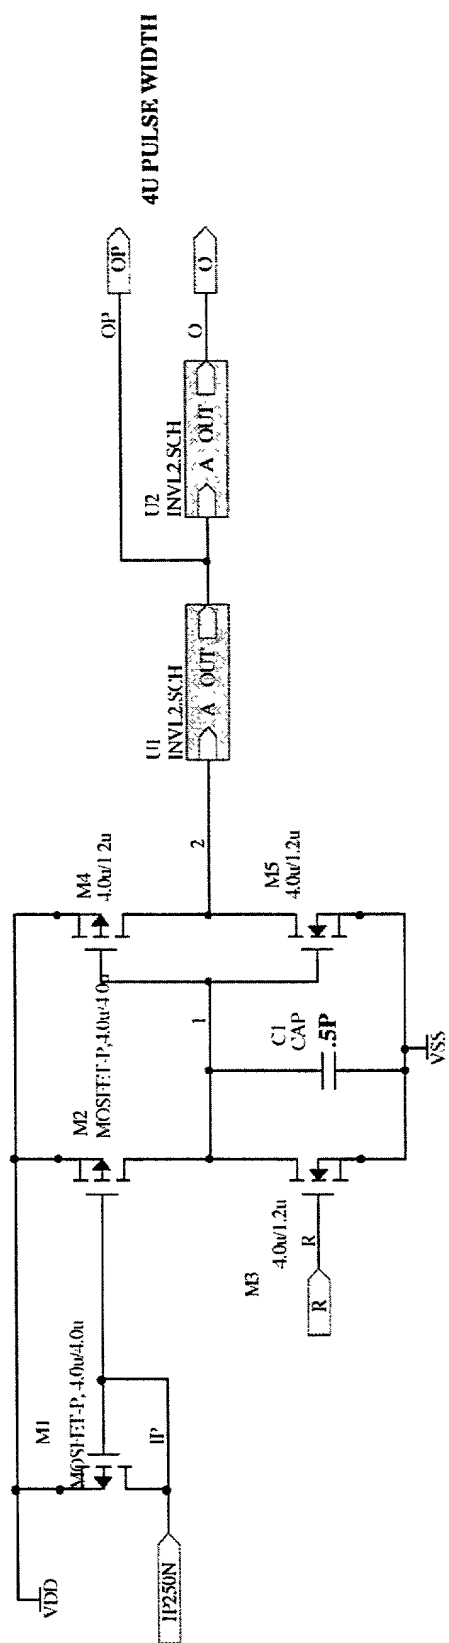 VDD
M1
MOSFET-P, 4.0u/4.0u
IP
IP250N
M2
MOSFET-P, 4.0u/4.0u
M3
4.0u/1.2u
R
R
1
C1
CAP
.5P
VSS
M4
4.0u/1.2u
M5
4.0u/1.2u
2
U1
INVL2.SCH
A OUT
U2
INVL2.SCH
A OUT
OP
OP
O
O
4U PULSE WIDTH